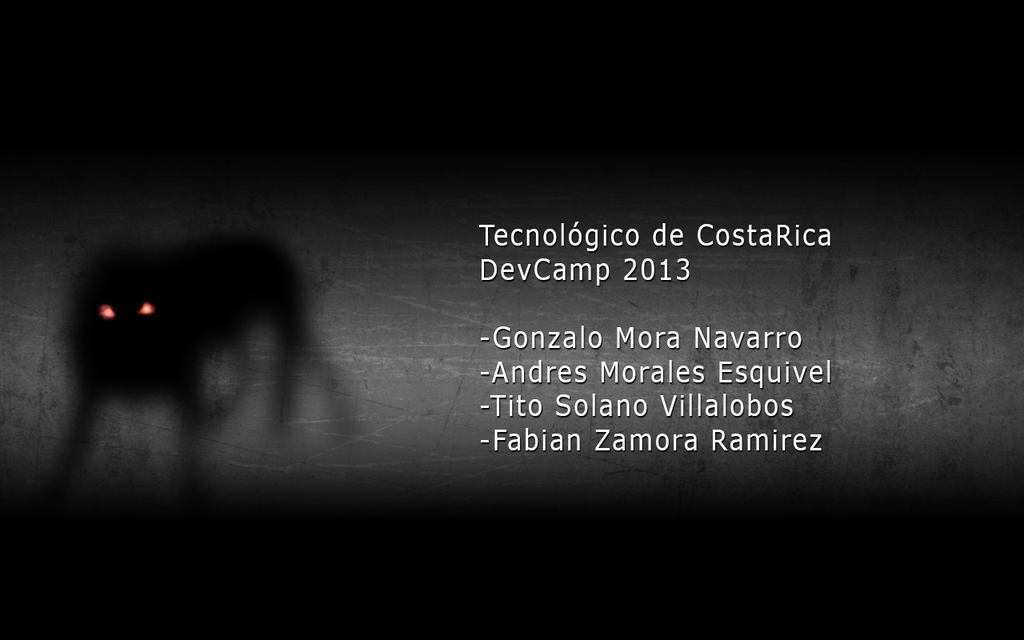 Tecnológico de CostaRica
DevCamp 2013
-Gonzalo Mora Navarro
-Andres Morales Esquivel
-Tito Solano Villalobos
-Fabian Zamora Ramirez